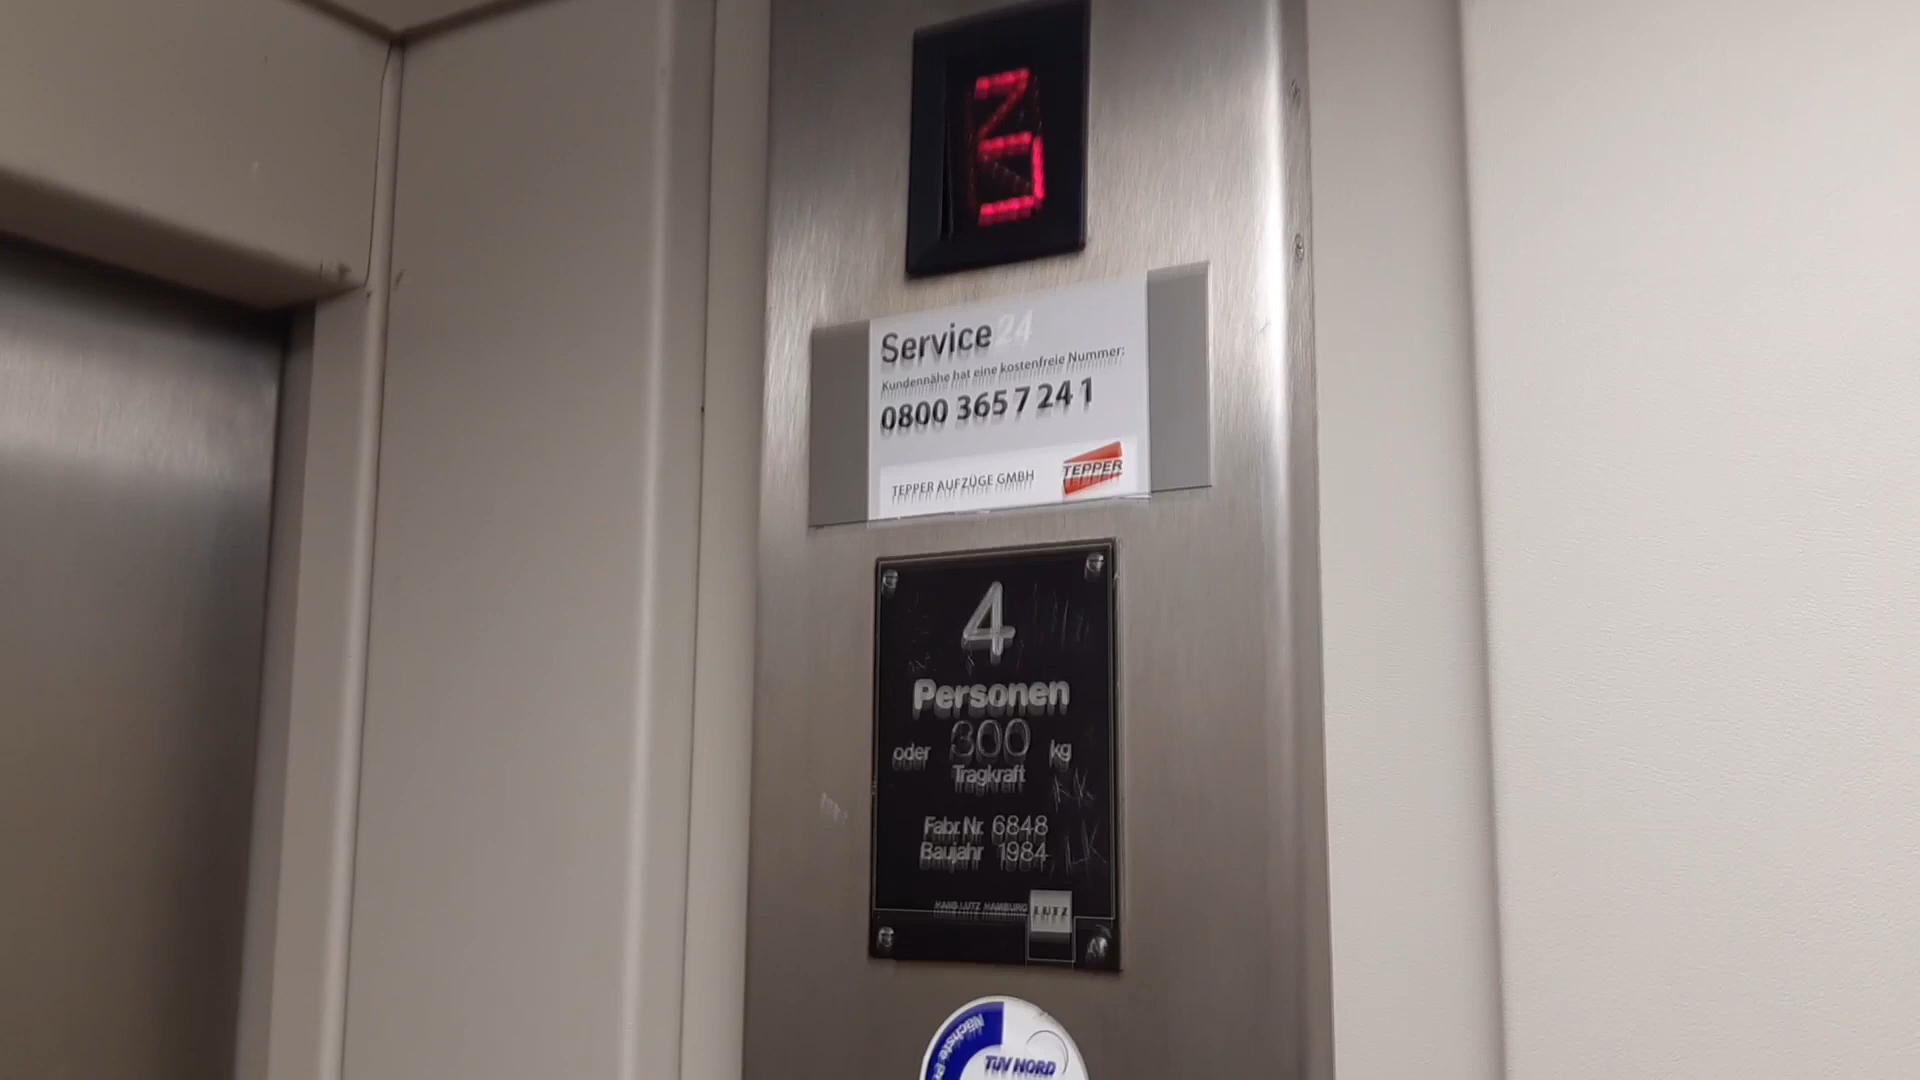 Service24
Kundennähe hat eine kostenfreie Nummer:
0800 365 7 24 1
TEPPER AUFZÜGE GMBH
TEPPER
4
Personen
oder 300 kg
Tragkraft
Fabr. Nr. 6848
Baujahr 1984
HANS LUTZ HAMBURG
LUTZ
Nächste
TÜV NORD